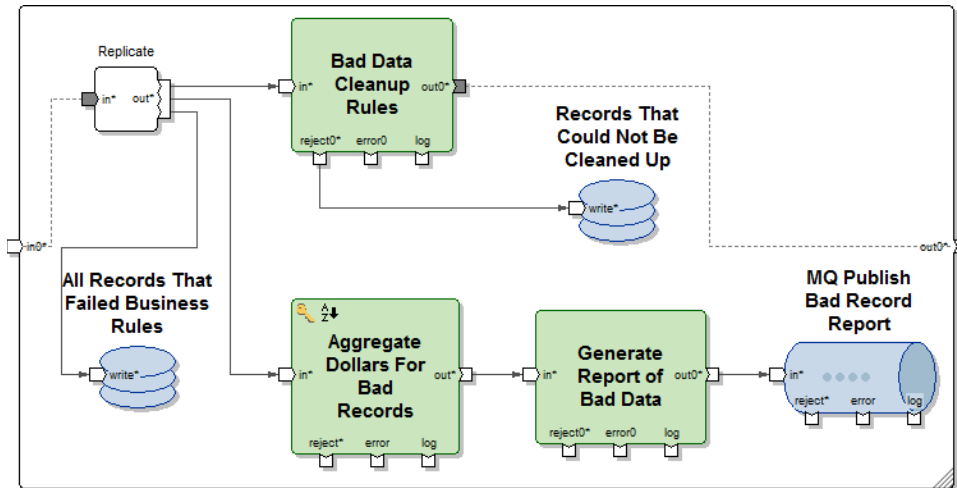 Replicate
in*
out*
Bad Data
Cleanup
Rules
in*
out0*
reject0*
error0
log
Records That
Could Not Be
Cleaned Up
write*
in0*
out0*
All Records That
Failed Business
Rules
write*
A
Z
Aggregate
Dollars For
Bad
Records
in*
out*
reject*
error
log
Generate
Report of
Bad Data
in*
out0*
reject0*
error0
log
MQ Publish
Bad Record
Report
in*
reject*
error
log